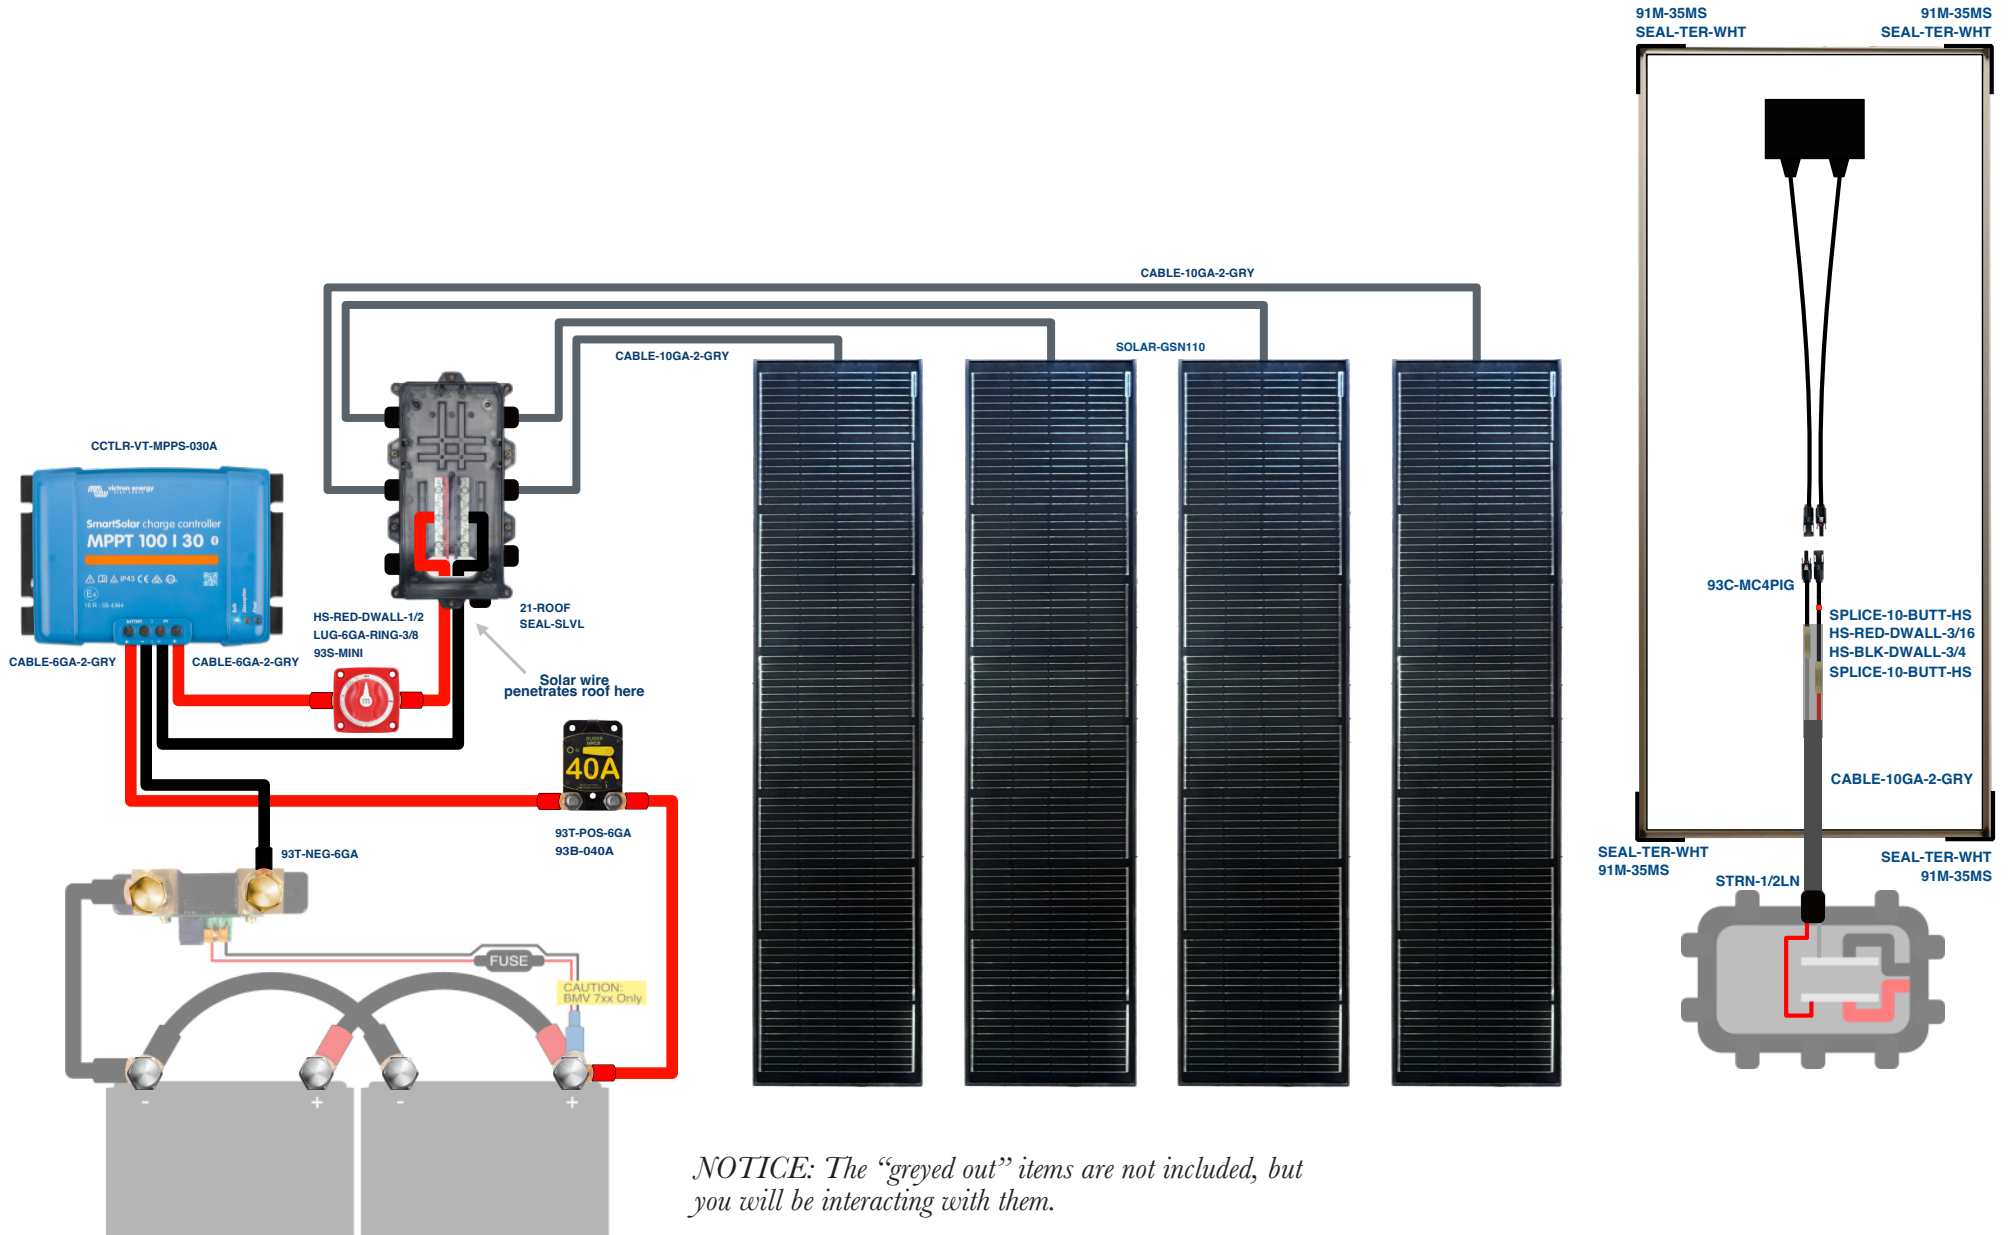 91M-35MS
SEAL-TER-WHT
91M-35MS
SEAL-TER-WHT
CABLE-10GA-2-GRY
SOLAR-GSN110
CABLE-10GA-2-GRY
CCTLR-VT-MPPS-030A
victron energy
SmartSolar charge controller
MPPT 100 | 30
IP43
BATTERY
PV
CABLE-6GA-2-GRY
CABLE-6GA-2-GRY
HS-RED-DWALL-1/2
LUG-6GA-RING-3/8
93S-MINI
21-ROOF
SEAL-SLVL
Solar wire
penetrates roof here
40A
93T-POS-6GA
93B-040A
93T-NEG-6GA
FUSE
CAUTION:
BMV 7xx Only
- + - +
93C-MC4PIG
SPLICE-10-BUTT-HS
HS-RED-DWALL-3/16
HS-BLK-DWALL-3/4
SPLICE-10-BUTT-HS
CABLE-10GA-2-GRY
SEAL-TER-WHT
91M-35MS
SEAL-TER-WHT
91M-35MS
STRN-1/2LN
NOTICE: The “greyed out” items are not included, but
you will be interacting with them.